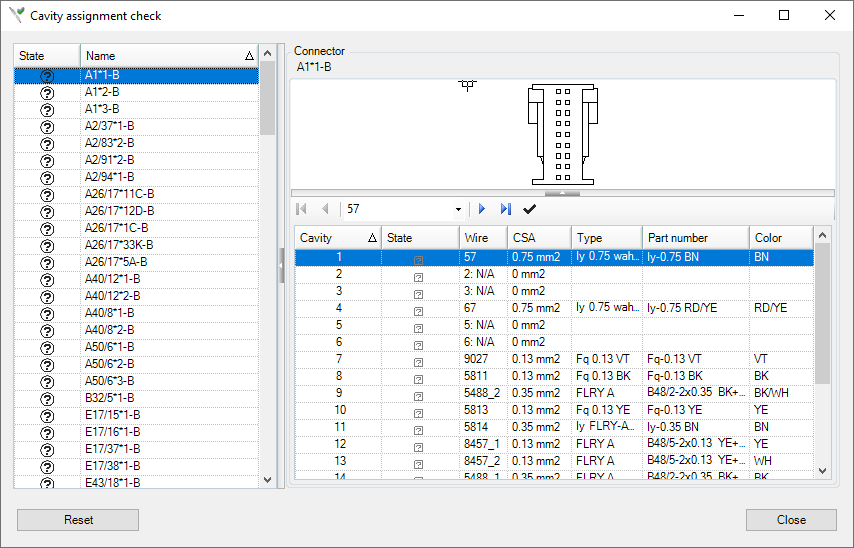 Cavity assignment check
State Name
A1*1-B
A1*2-B
A1*3-B
A2/37*1-B
A2/83*2-B
A2/91*2-B
A2/94*1-B
A26/17*11C-B
A26/17*12D-B
A26/17*1C-B
A26/17*33K-B
A26/17*5A-B
A40/12*1-B
A40/12*2-B
A40/8*1-B
A40/8*2-B
A50/6*1-B
A50/6*2-B
A50/6*3-B
B32/5*1-B
E17/15*1-B
E17/16*1-B
E17/37*1-B
E17/38*1-B
E43/18*1-B
Connector
A1*1-B
57
Cavity State Wire CSA Type Part number Color
1 57 0.75 mm2 ly 0.75 wah... ly-0.75 BN BN
2 2: N/A 0 mm2
3 3: N/A 0 mm2
4 67 0.75 mm2 ly 0.75 wah... ly-0.75 RD/YE RD/YE
5 5: N/A 0 mm2
6 6: N/A 0 mm2
7 9027 0.13 mm2 Fq 0.13 VT Fq-0.13 VT VT
8 5811 0.13 mm2 Fq 0.13 BK Fq-0.13 BK BK
9 5488_2 0.35 mm2 FLRY A B48/2-2x0.35 BK+... BK/WH
10 5813 0.13 mm2 Fq 0.13 YE Fq-0.13 YE YE
11 5814 0.35 mm2 ly FLRY-A... ly-0.35 BN BN
12 8457_1 0.13 mm2 FLRY A B48/5-2x0.13 YE+... YE
13 8457_2 0.13 mm2 FLRY A B48/5-2x0.13 YE+... WH
14 5488_1 0.35 mm2 FLRY A B48/2-2x0.35 BK+... BK
Reset Close